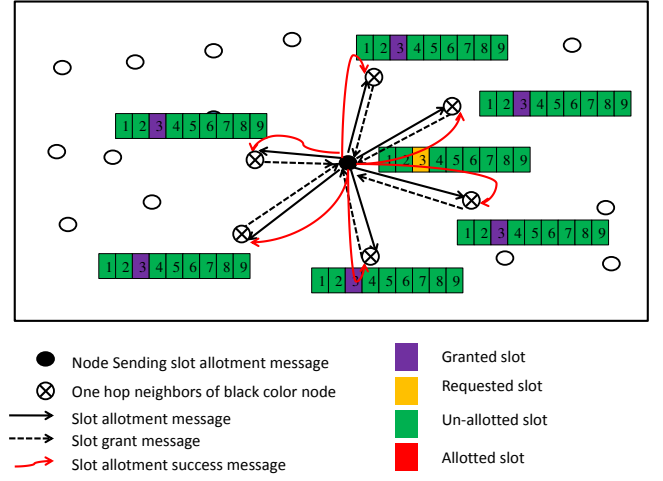 1 2 3 4 5 6 7 8 9
1 2 3 4 5 6 7 8 9
1 2 3 4 5 6 7 8 9
1 2 3 4 5 6 7 8 9
1 2 3 4 5 6 7 8 9
1 2 3 4 5 6 7 8 9
1 2 3 4 5 6 7 8 9
Node Sending slot allotment message
One hop neighbors of black color node
Slot allotment message
Slot grant message
Slot allotment success message
Granted slot
Requested slot
Un-allotted slot
Allotted slot